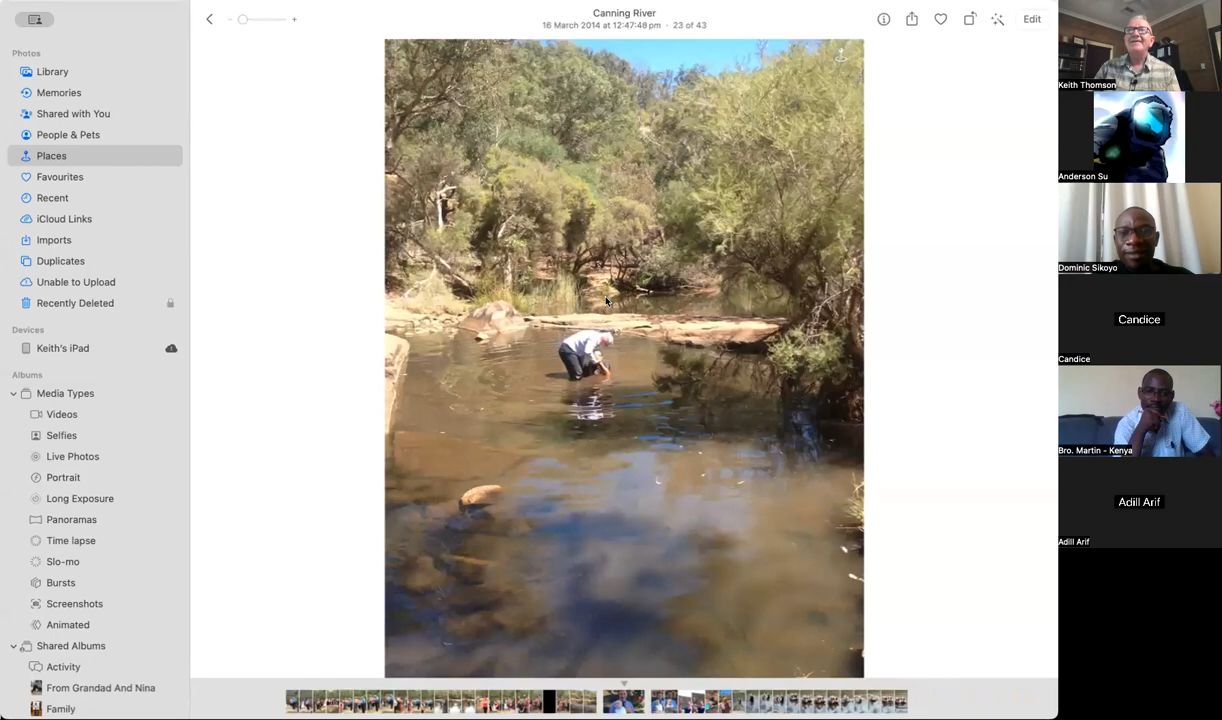 Canning River
16 March 2014 at 12:47:48 pm · 23 of 43
Edit
Photos
Library
Memories
Shared with You
People & Pets
Places
Favourites
Recent
iCloud Links
Imports
Duplicates
Unable to Upload
Recently Deleted
Devices
Keith's iPad
Albums
Media Types
Videos
Selfies
Live Photos
Portrait
Long Exposure
Panoramas
Time lapse
Slo-mo
Bursts
Screenshots
Animated
Shared Albums
Activity
From Grandad And Nina
Family
Keith Thomson
Anderson Su
Dominic Sikoyo
Candice
Candice
Bro. Martin - Kenya
Adill Arif
Adill Arif